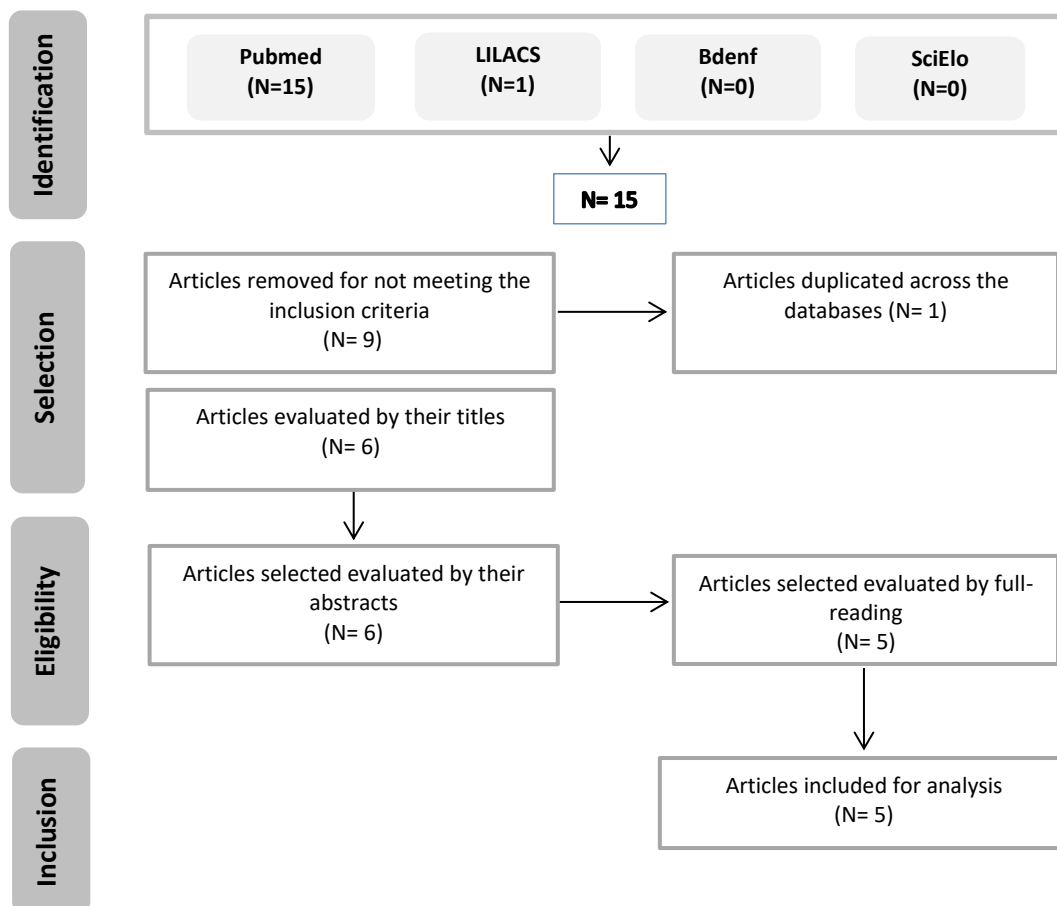 Identification
Pubmed
(N=15)
LILACS
(N=1)
Bdenf
(N=0)
SciElo
(N=0)
N= 15
Selection
Articles removed for not meeting the
inclusion criteria
(N= 9)
Articles duplicated across the
databases (N= 1)
Articles evaluated by their titles
(N= 6)
Eligibility
Articles selected evaluated by their
abstracts
(N= 6)
Articles selected evaluated by full-
reading
(N= 5)
Inclusion
Articles included for analysis
(N= 5)